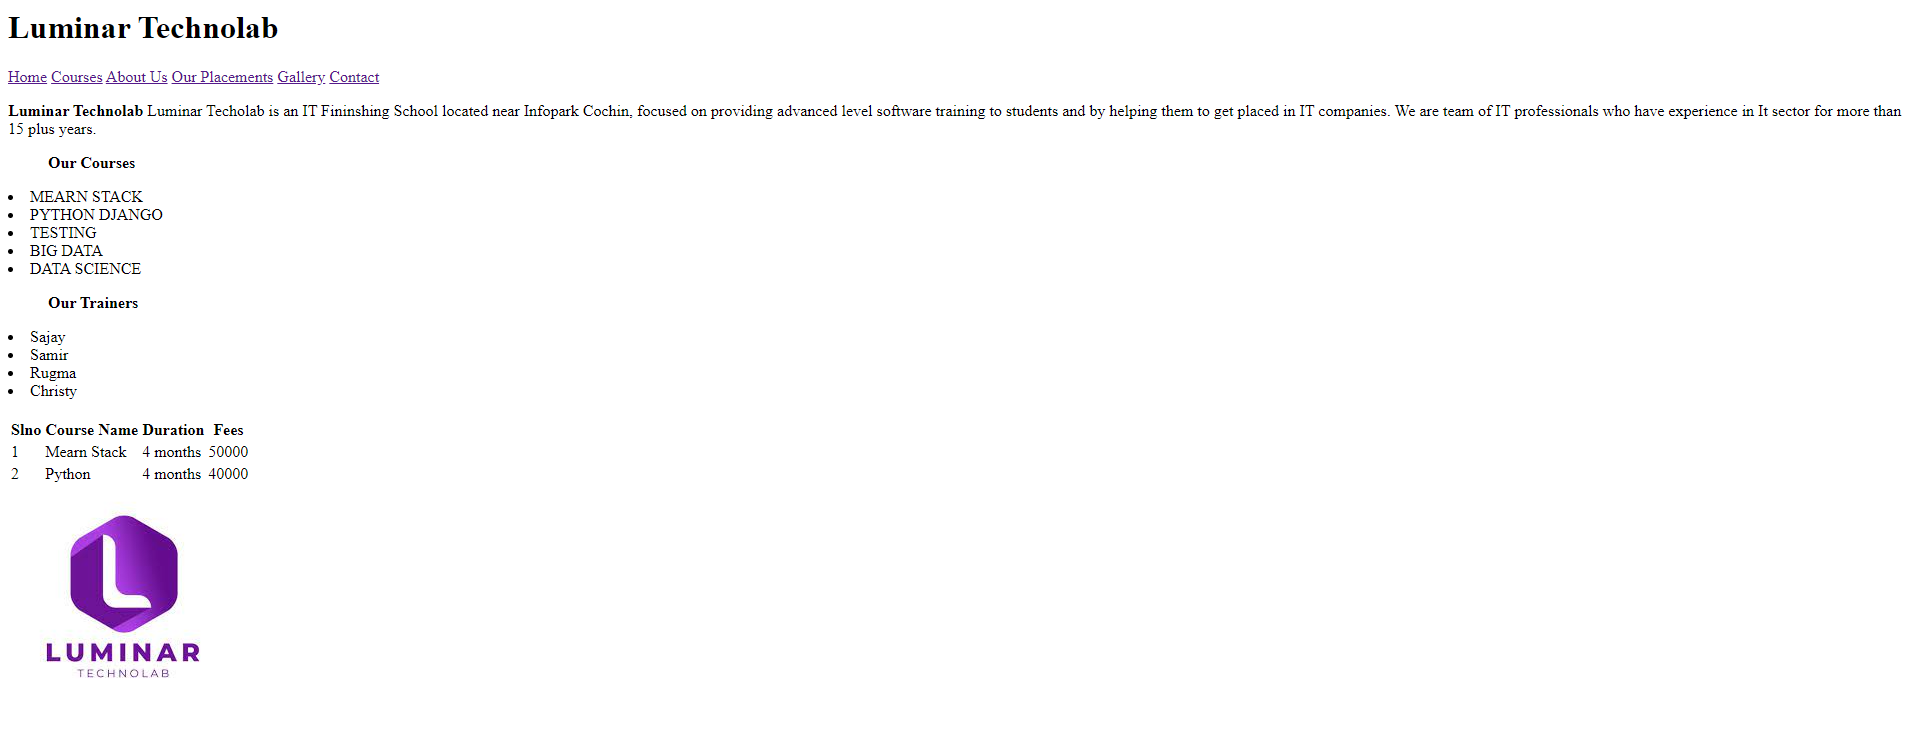 Luminar Technolab
Home Courses About Us Our Placements Gallery Contact
Luminar Technolab Luminar Techolab is an IT Fininshing School located near Infopark Cochin, focused on providing advanced level software training to students and by helping them to get placed in IT companies. We are team of IT professionals who have experience in It sector for more than
15 plus years.
Our Courses
MEARN STACK
PYTHON DJANGO
TESTING
BIG DATA
DATA SCIENCE
Our Trainers
Sajay
Samir
Rugma
Christy
Slno Course Name Duration Fees
1 Mearn Stack 4 months 50000
2 Python 4 months 40000
LUMINAR
TECHNOLAB